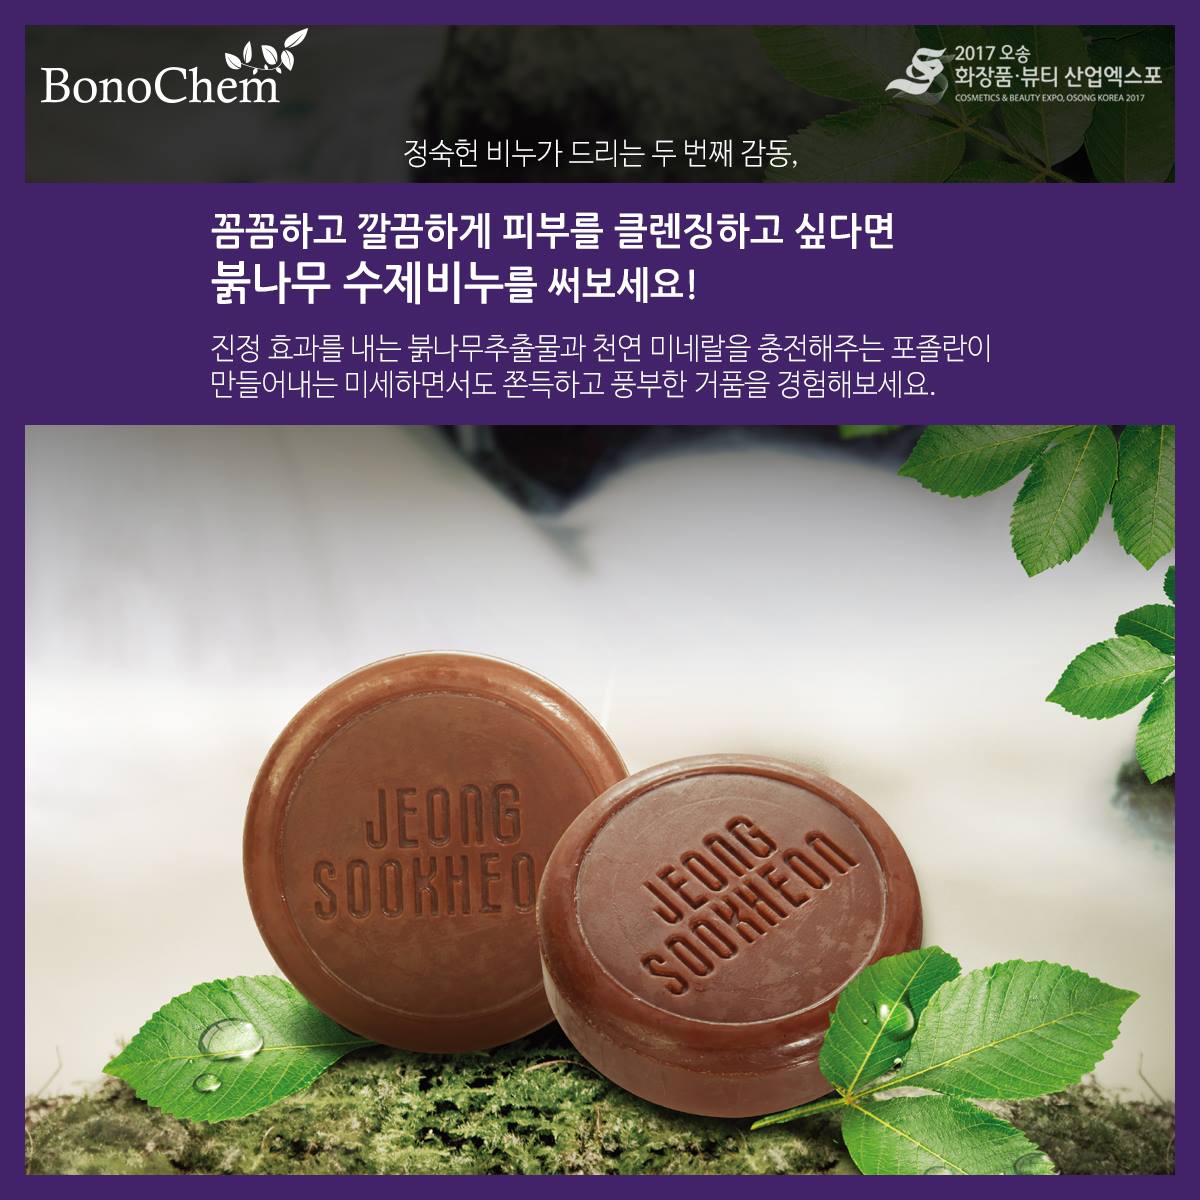 BonoChem
2017 오송
화장품·뷰티 산업엑스포
COSMETICS & BEAUTY EXPO, OSONG KOREA 2017
정숙헌 비누가 드리는 두 번째 감동,
꼼꼼하고 깔끔하게 피부를 클렌징하고 싶다면
붉나무 수제비누를 써보세요!
진정 효과를 내는 붉나무추출물과 천연 미네랄을 충전해주는 포졸란이
만들어내는 미세하면서도 쫀득하고 풍부한 거품을 경험해보세요.
JEONG
SOOKHEO
JEONG
SOOKHEON